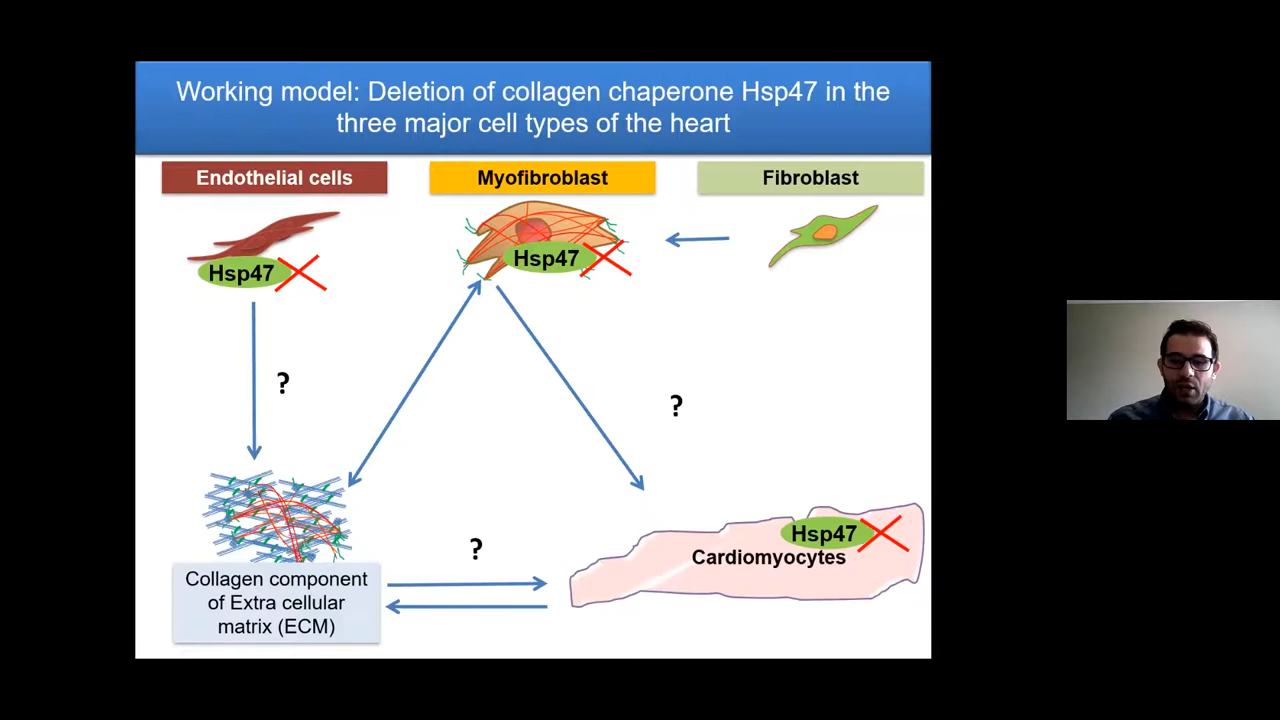 Working model: Deletion of collagen chaperone Hsp47 in the
three major cell types of the heart
Endothelial cells
Myofibroblast
Fibroblast
Hsp47
Hsp47
?
?
Hsp47
Cardiomyocytes
?
Collagen component
of Extra cellular
matrix (ECM)